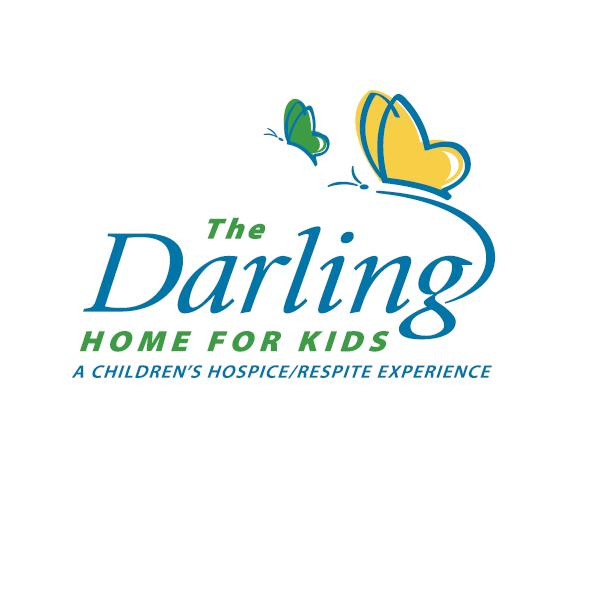 The
Darling
HOME FOR KIDS
A CHILDREN'S HOSPICE/RESPITE EXPERIENCE